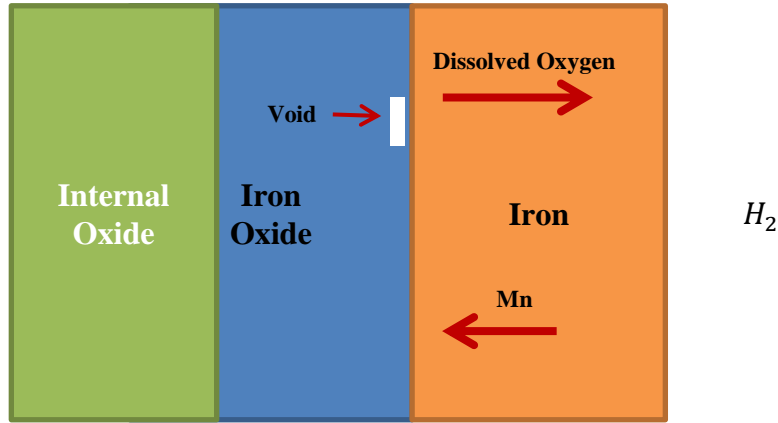 Dissolved Oxygen
Void
Internal
Oxide
Iron
Oxide
Iron
H₂
Mn